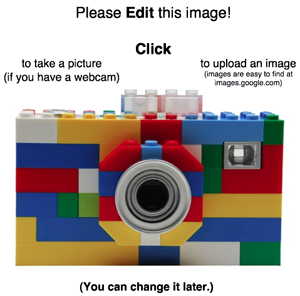 Please Edit this image!
Click
to take a picture
(if you have a webcam)
to upload an image
(images are easy to find at
images.google.com)
(You can change it later.)